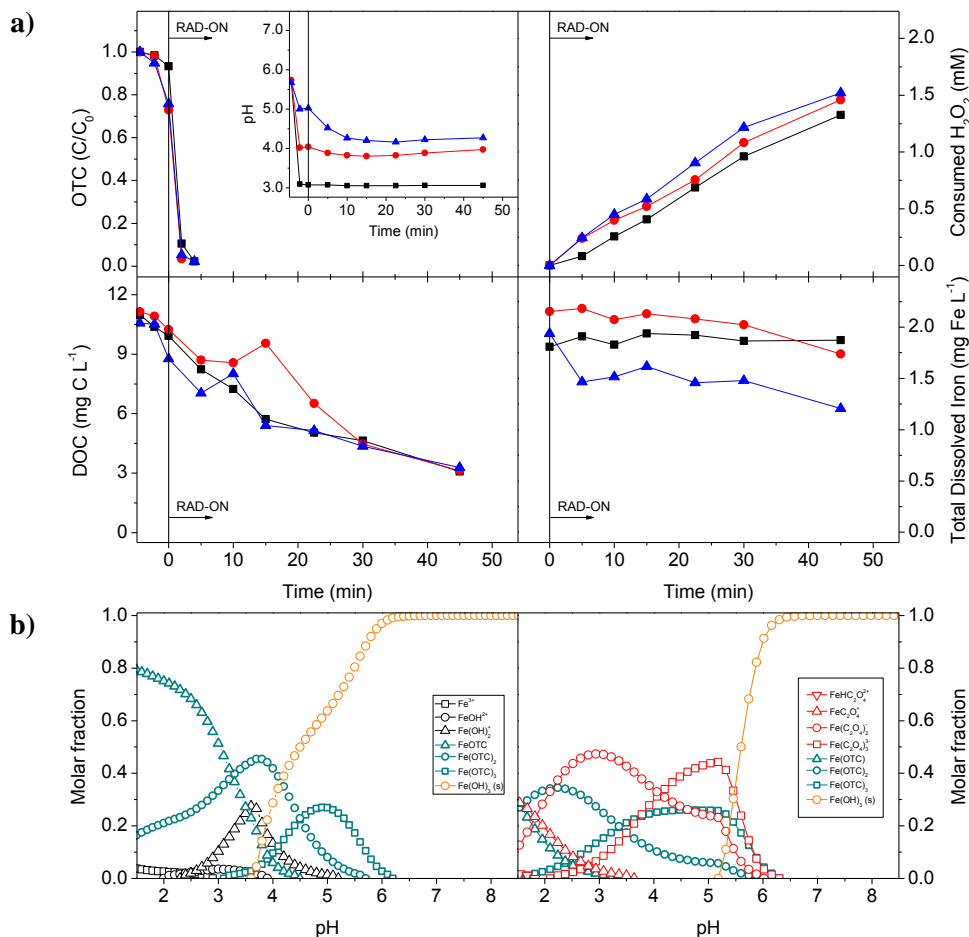 a)
RAD-ON
1.0
0.8
0.6
0.4
0.2
0.0
OTC (C/C₀)
6.0
5.0
4.0
3.0
pH
0 10 20 30 40 50
Time (min)
RAD-ON
2.0
1.5
1.0
0.5
0.0
Consumed H₂O₂ (mM)
12
9
6
3
0
DOC (mg C L⁻¹)
RAD-ON
0 10 20 30 40 50
Time (min)
RAD-ON
2.0
1.5
1.0
0.5
0.0
Total Dissolved Iron (mg Fe L⁻¹)
0 10 20 30 40 50
Time (min)
b)
1.0
0.8
0.6
0.4
0.2
0.0
Molar fraction
Fe³⁺
FeOH²⁺
Fe(OH)₂⁺
FeOTC
Fe(OTC)₂
Fe(OTC)₃
Fe(OH)₃ (s)
2 3 4 5 6 7 8
pH
FeHC₂O₄²⁺
FeC₂O₄⁺
Fe(C₂O₄)₂⁻
Fe(C₂O₄)₃³⁻
Fe(OTC)
Fe(OTC)₂
Fe(OTC)₃
Fe(OH)₃ (s)
1.0
0.8
0.6
0.4
0.2
0.0
Molar fraction
2 3 4 5 6 7 8
pH